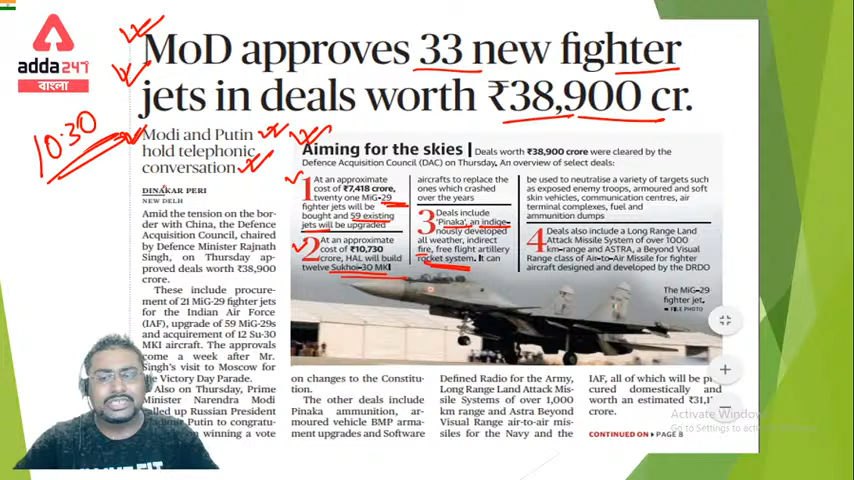 adda247
বাংলা
10:30
MoD approves 33 new fighter
jets in deals worth ₹38,900 cr.
Modi and Putin
hold telephonic
conversation
DINAKAR PERI
NEW DELHI
Amid the tension on the bor-
der with China, the Defence
Acquisition Council, chaired
by Defence Minister Rajnath
Singh, on Thursday ap-
proved deals worth ₹38,900
crore.
These include procure-
ment of 21 MiG-29 fighter jets
for the Indian Air Force
(IAF), upgrade of 59 MiG-29s
and acquirement of 12 Su-30
MKI aircraft. The approvals
come a week after Mr.
Singh's visit to Moscow for
the Victory Day Parade.
Also on Thursday, Prime
Minister Narendra Modi
called up Russian President
Putin to congratu-
on winning a vote
Aiming for the skies | Deals worth ₹38,900 crore were cleared by the
Defence Acquisition Council (DAC) on Thursday. An overview of select deals:
1 At an approximate
cost of ₹7,418 crore,
twenty one MiG-29
fighter jets will be
bought and 59 existing
jets will be upgraded
2 At an approximate
cost of ₹10,730
crore, HAL will build
twelve Sukhoi-30 MKI
aircrafts to replace the
ones which crashed
over the years
3 Deals include
'Pinaka', an indige-
nously developed
all weather, indirect
fire, free flight artillery
rocket system. It can
be used to neutralise a variety of targets such
as exposed enemy troops, armoured and soft
skin vehicles, communication centres, air
terminal complexes, fuel and
ammunition dumps
4 Deals also include a Long Range Land
Attack Missile System of over 1000
km-range and ASTRA, a Beyond Visual
Range class of Air-to-Air Missile for fighter
aircraft designed and developed by the DRDO
The MiG-29
fighter jet.
FILE PHOTO
on changes to the Constitu-
tion.
The other deals include
Pinaka ammunition, ar-
moured vehicle BMP arma-
ment upgrades and Software
Defined Radio for the Army,
Long Range Land Attack Mis-
sile Systems of over 1,000
km range and Astra Beyond
Visual Range air-to-air mis-
siles for the Navy and the
IAF, all of which will be
cured domestically and
worth an estimated
crore.
CONTINUED ON PAGE 8
Activate Window
Go to Settings to